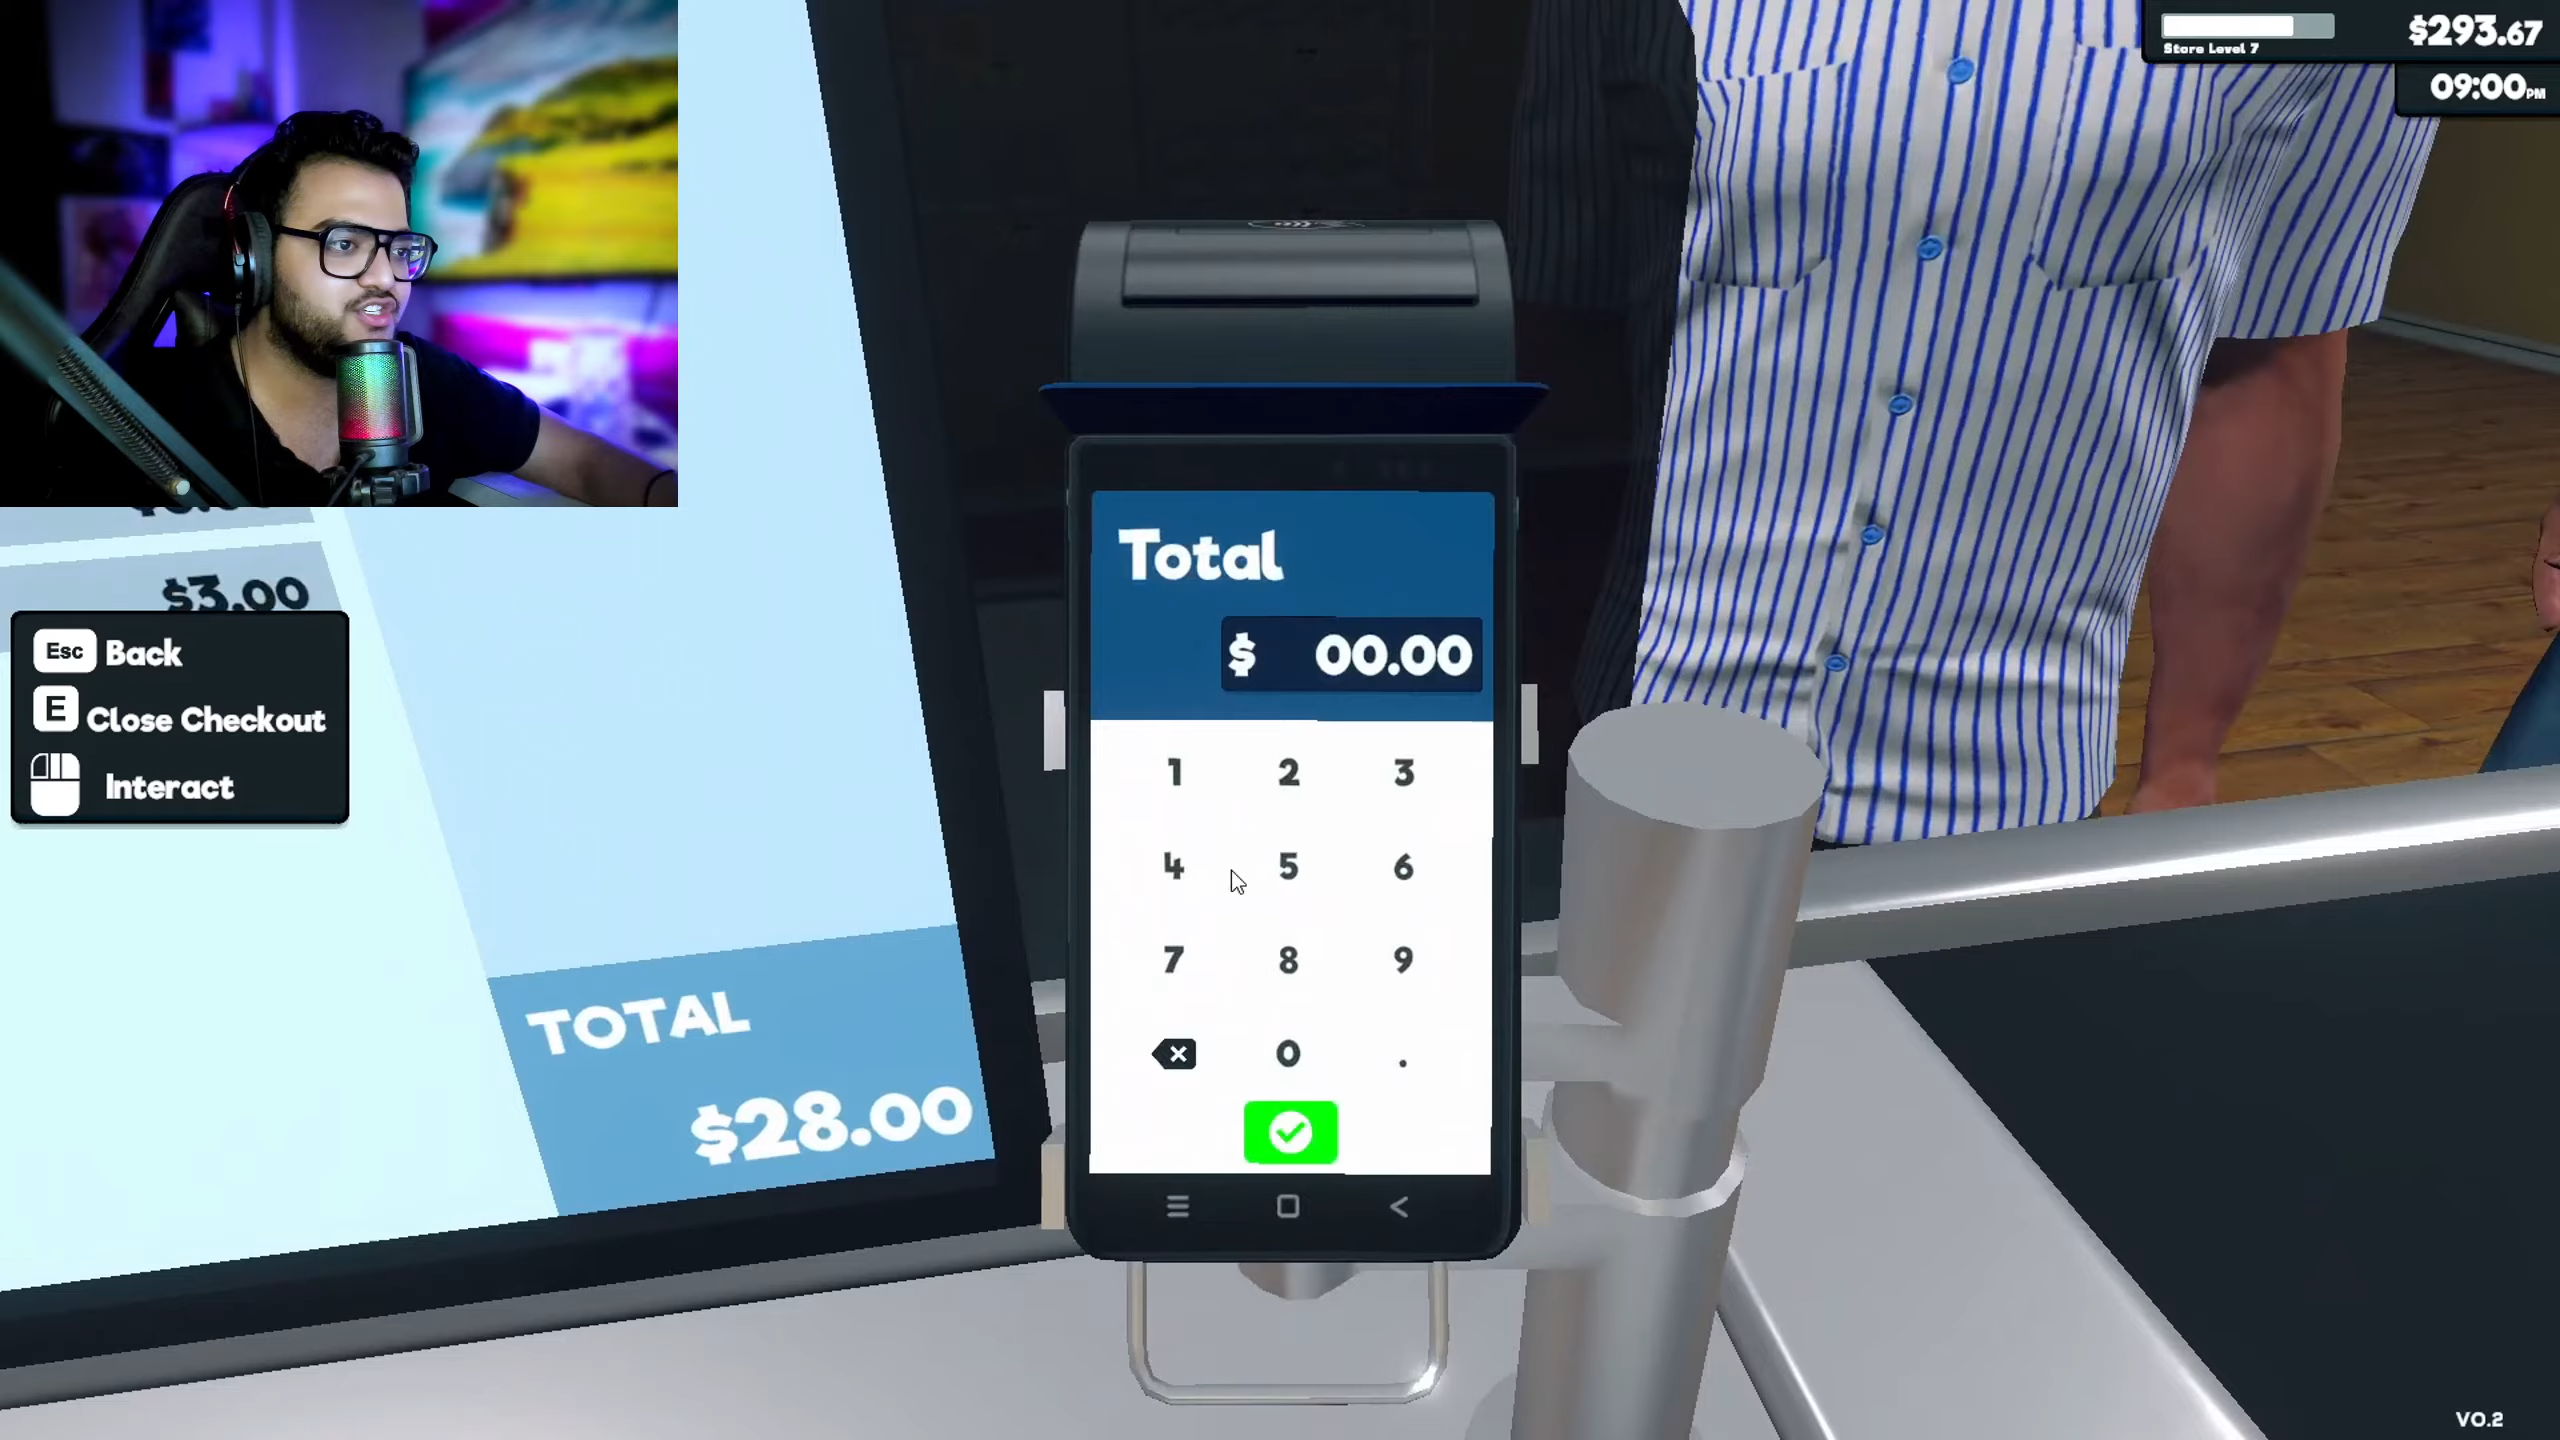 $293.67
Store Level 7
09:00PM
$3.00
Esc Back
E Close Checkout
Interact
TOTAL
$28.00
Total
$ 00.00
1 2 3
4 5 6
7 8 9
0 .
V0.2